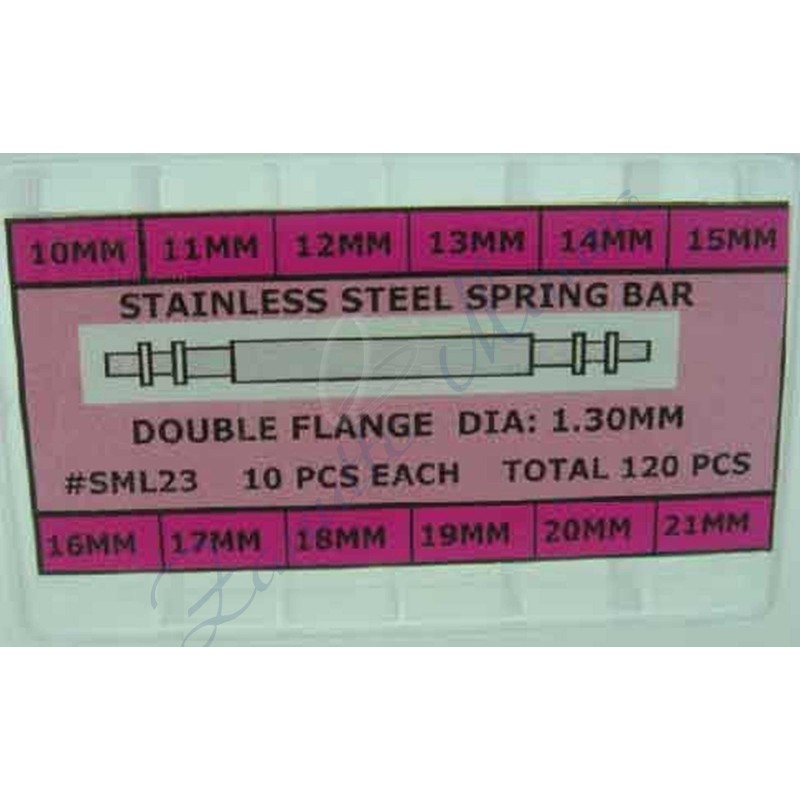 10MM 11MM 12MM 13MM 14MM 15MM
STAINLESS STEEL SPRING BAR
DOUBLE FLANGE DIA: 1.30MM
#SML23 10 PCS EACH TOTAL 120 PCS
16MM 17MM 18MM 19MM 20MM 21MM